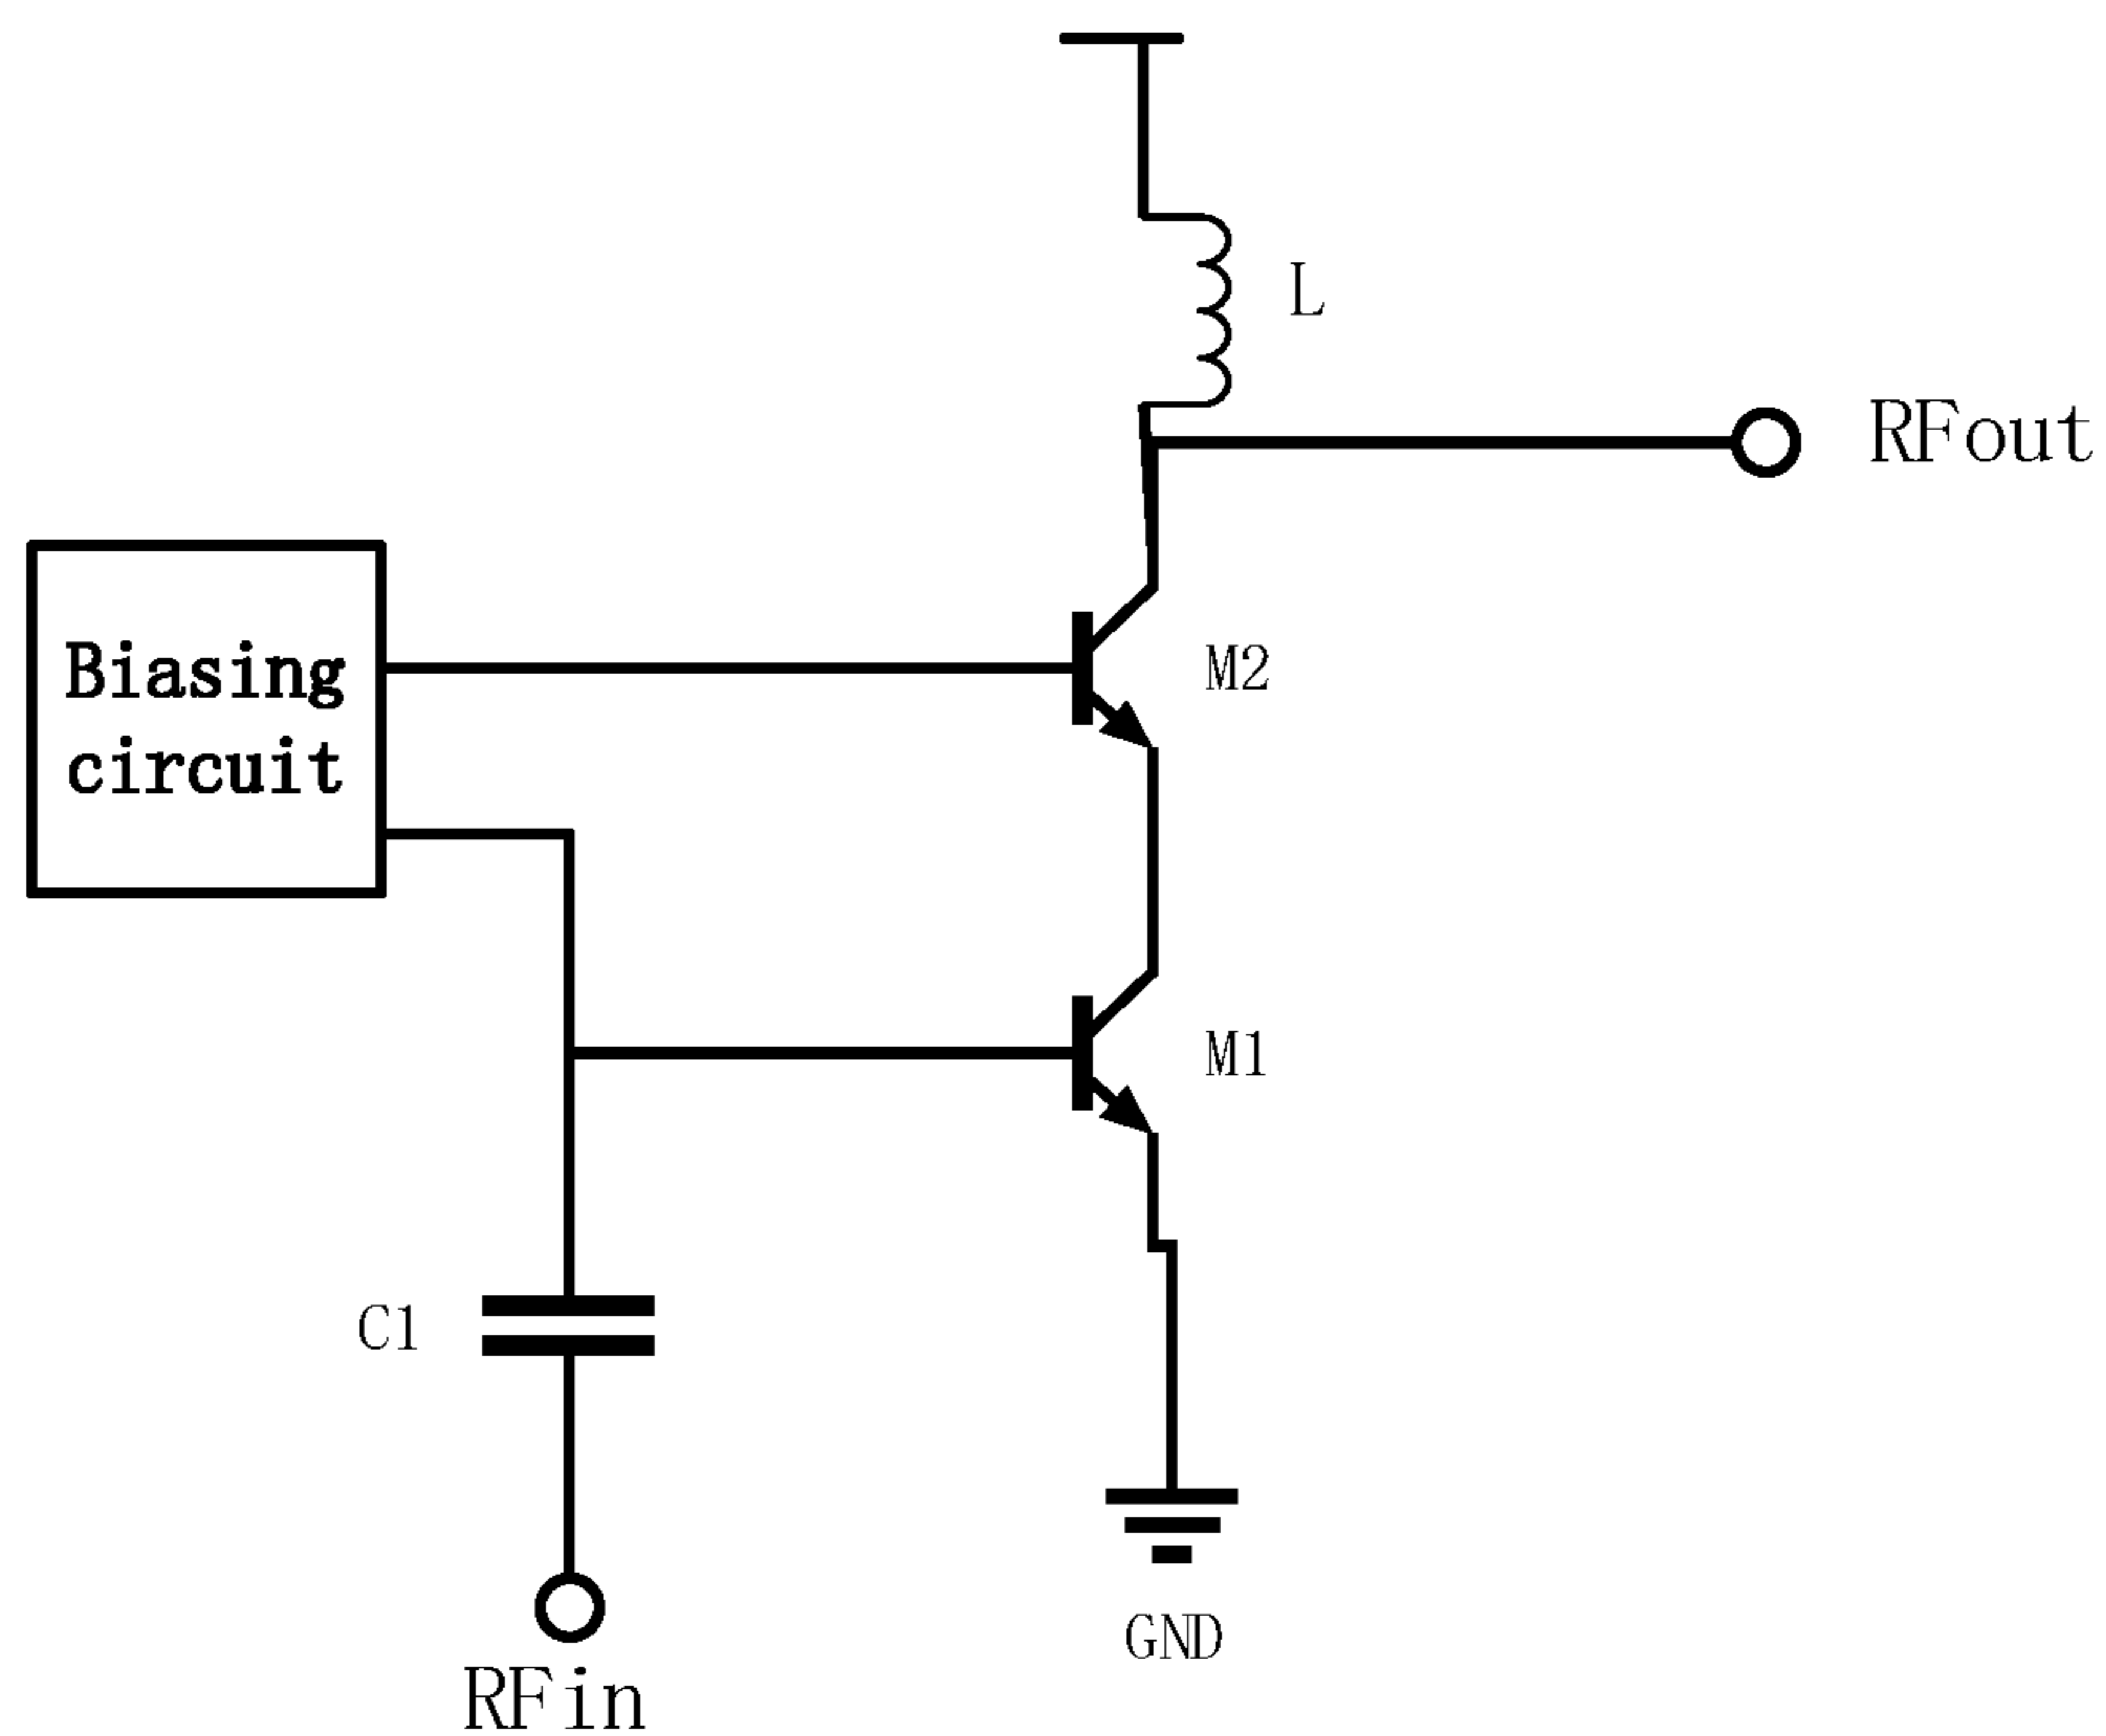 L
RFout
Biasing
circuit
M2
M1
C1
GND
RFin